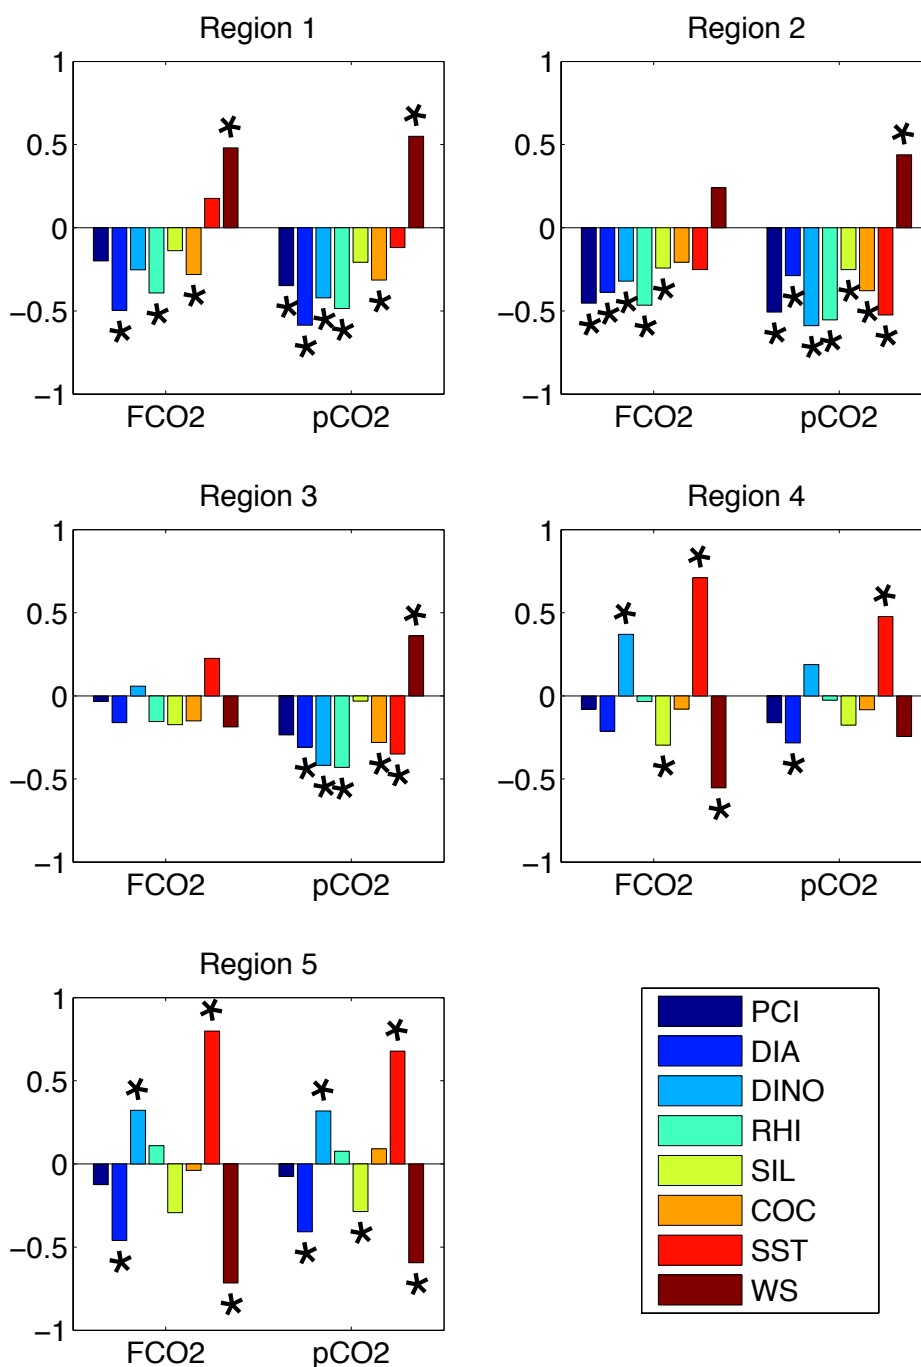 Region 1
1
0.5
0
−0.5
−1
FCO2 pCO2
Region 2
1
0.5
0
−0.5
−1
FCO2 pCO2
Region 3
1
0.5
0
−0.5
−1
FCO2 pCO2
Region 4
1
0.5
0
−0.5
−1
FCO2 pCO2
Region 5
1
0.5
0
−0.5
−1
FCO2 pCO2
PCI
DIA
DINO
RHI
SIL
COC
SST
WS